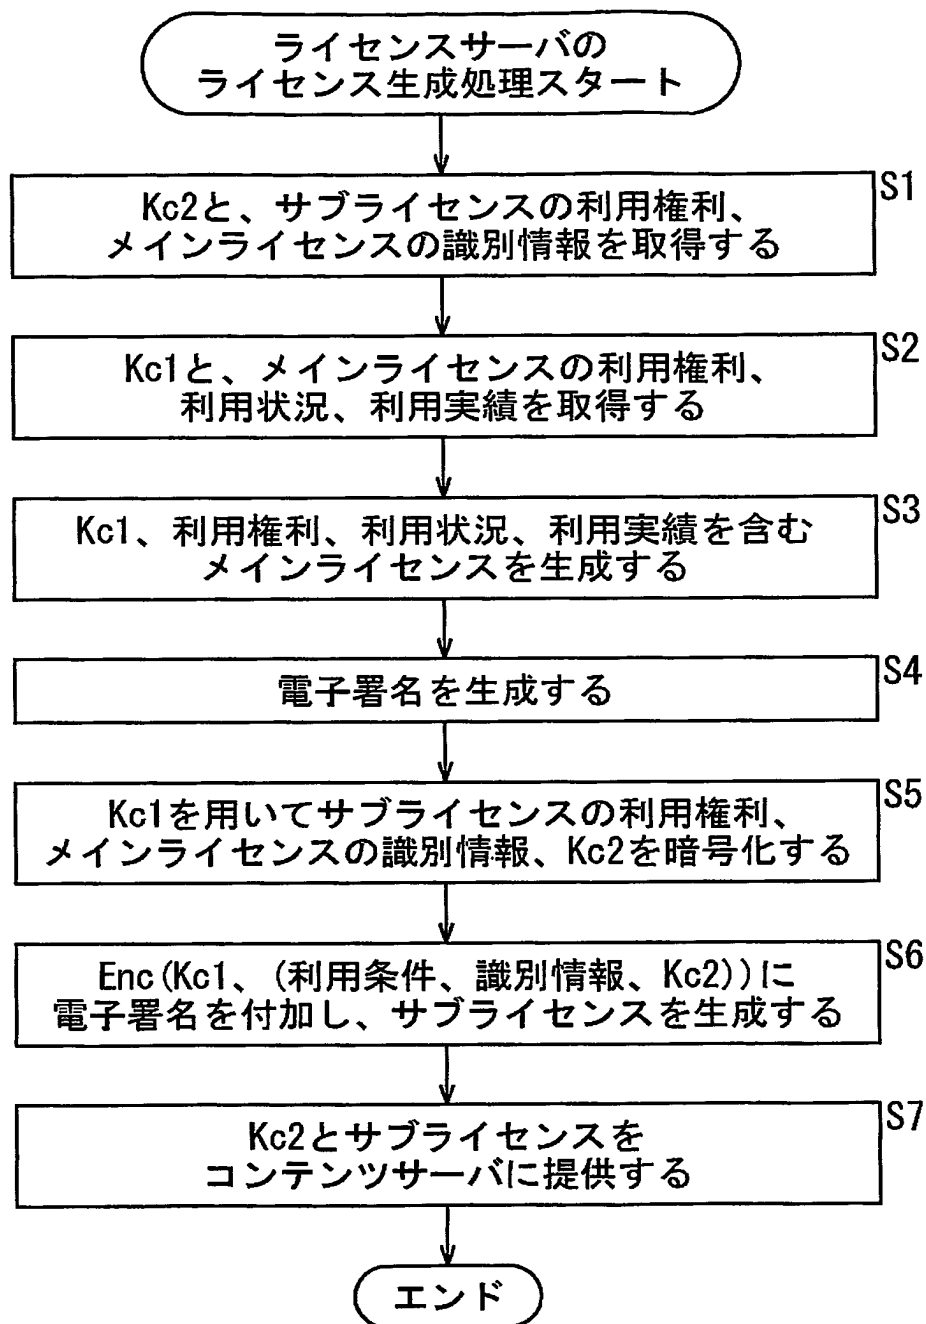 ライセンスサーバの
ライセンス生成処理スタート
S1
Kc2と、サブライセンスの利用権利、
メインライセンスの識別情報を取得する
S2
Kc1と、メインライセンスの利用権利、
利用状況、利用実績を取得する
S3
Kc1、利用権利、利用状況、利用実績を含む
メインライセンスを生成する
S4
電子署名を生成する
S5
Kc1を用いてサブライセンスの利用権利、
メインライセンスの識別情報、Kc2を暗号化する
S6
Enc(Kc1、(利用条件、識別情報、Kc2))に
電子署名を付加し、サブライセンスを生成する
S7
Kc2とサブライセンスを
コンテンツサーバに提供する
エンド